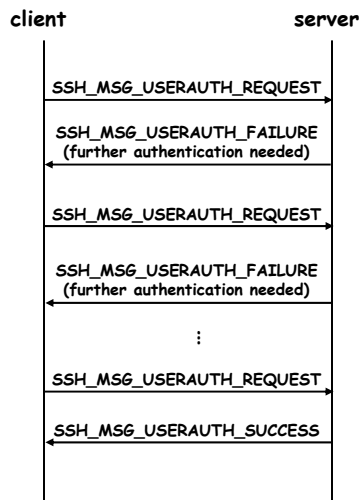 client server
SSH_MSG_USERAUTH_REQUEST
SSH_MSG_USERAUTH_FAILURE
(further authentication needed)
SSH_MSG_USERAUTH_REQUEST
SSH_MSG_USERAUTH_FAILURE
(further authentication needed)
...
SSH_MSG_USERAUTH_REQUEST
SSH_MSG_USERAUTH_SUCCESS